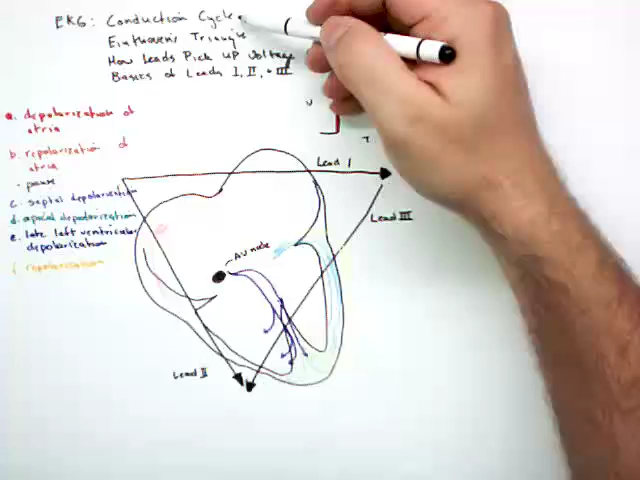 EKG: Conduction Cycle
Einthoven's Triangle
How Leads Pick up Voltage
Basics of Leads I, II, + III
a. depolarization of
atria
b. repolarization of
atria
- pause
c. septal depolarization
d. apical depolarization
e. late left ventricular
depolarization
f. repolarization
Lead I
Lead III
AV node
Lead II